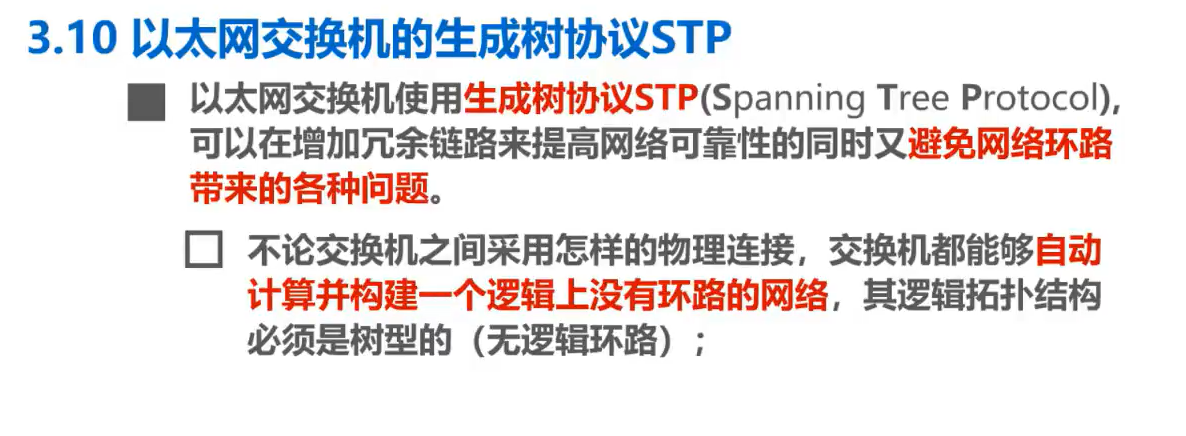 3.10 以太网交换机的生成树协议STP
以太网交换机使用生成树协议STP(Spanning Tree Protocol),
可以在增加冗余链路来提高网络可靠性的同时又避免网络环路
带来的各种问题。
不论交换机之间采用怎样的物理连接，交换机都能够自动
计算并构建一个逻辑上没有环路的网络，其逻辑拓扑结构
必须是树型的（无逻辑环路）；